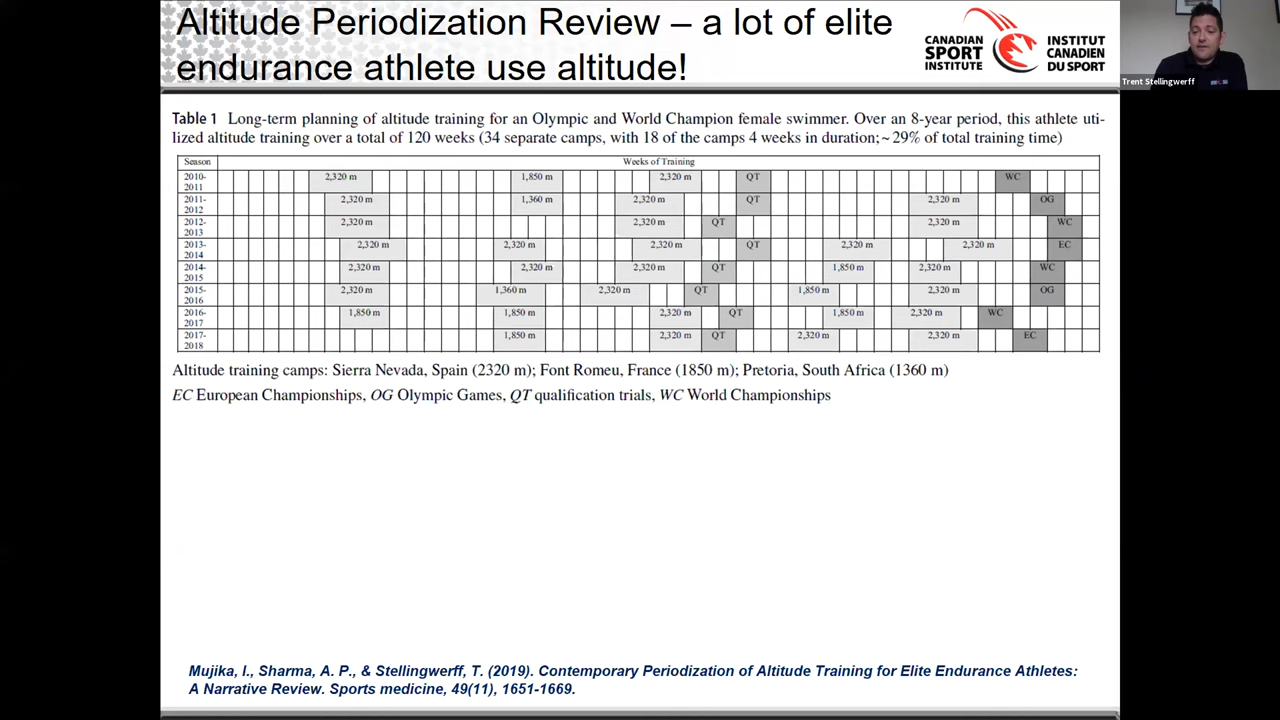 Altitude Periodization Review – a lot of elite
endurance athlete use altitude!
CANADIAN
SPORT
INSTITUTE
INSTITUT
CANADIEN
DU SPORT
Trent Stellingwerff
Table 1 Long-term planning of altitude training for an Olympic and World Champion female swimmer. Over an 8-year period, this athlete uti-
lized altitude training over a total of 120 weeks (34 separate camps, with 18 of the camps 4 weeks in duration; ~ 29% of total training time)
Season Weeks of Training
2010-
2011 2,320 m 1,850 m 2,320 m QT WC
2011-
2012 2,320 m 1,360 m 2,320 m QT 2,320 m OG
2012-
2013 2,320 m 2,320 m QT 2,320 m WC
2013-
2014 2,320 m 2,320 m 2,320 m QT 2,320 m 2,320 m EC
2014-
2015 2,320 m 2,320 m 2,320 m QT 1,850 m 2,320 m WC
2015-
2016 2,320 m 1,360 m 2,320 m QT 1,850 m 2,320 m OG
2016-
2017 1,850 m 1,850 m 2,320 m QT 1,850 m 2,320 m WC
2017-
2018 1,850 m 2,320 m QT 2,320 m 2,320 m EC
Altitude training camps: Sierra Nevada, Spain (2320 m); Font Romeu, France (1850 m); Pretoria, South Africa (1360 m)
EC European Championships, OG Olympic Games, QT qualification trials, WC World Championships
Mujika, I., Sharma, A. P., & Stellingwerff, T. (2019). Contemporary Periodization of Altitude Training for Elite Endurance Athletes:
A Narrative Review. Sports medicine, 49(11), 1651-1669.